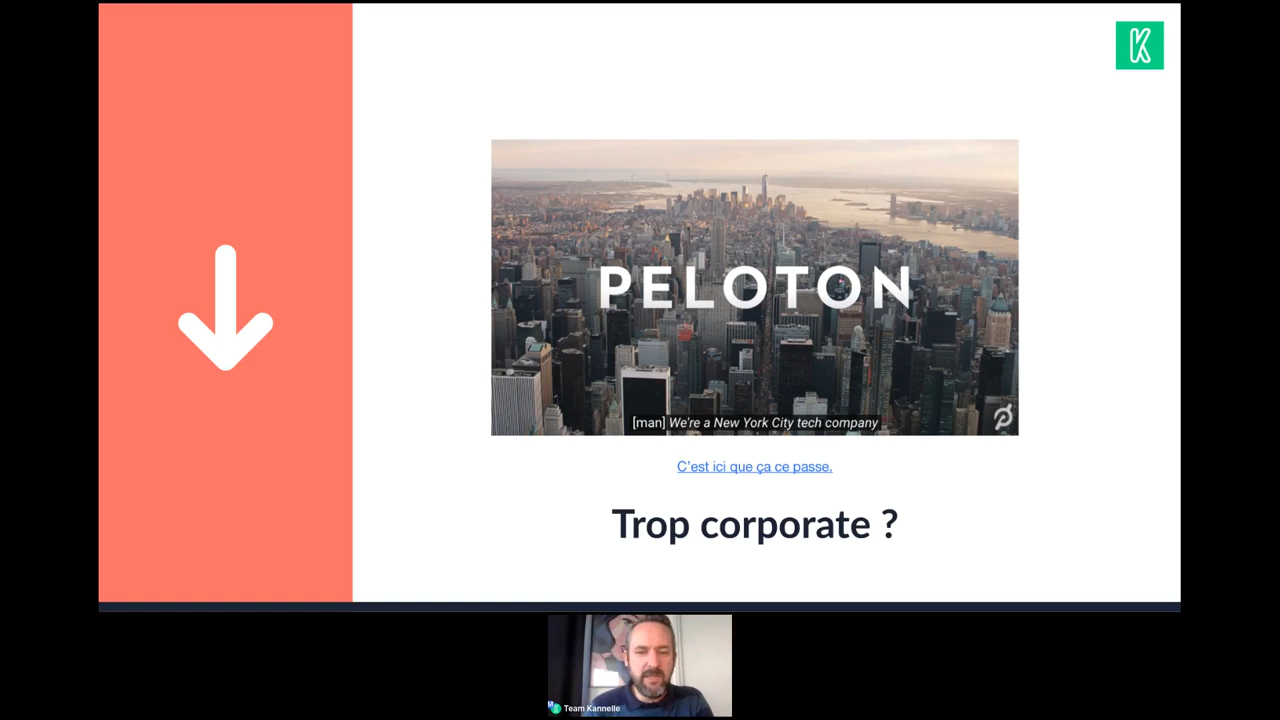 K
PELOTON
[man] We're a New York City tech company
C'est ici que ça ce passe.
Trop corporate ?
Team Kannelle